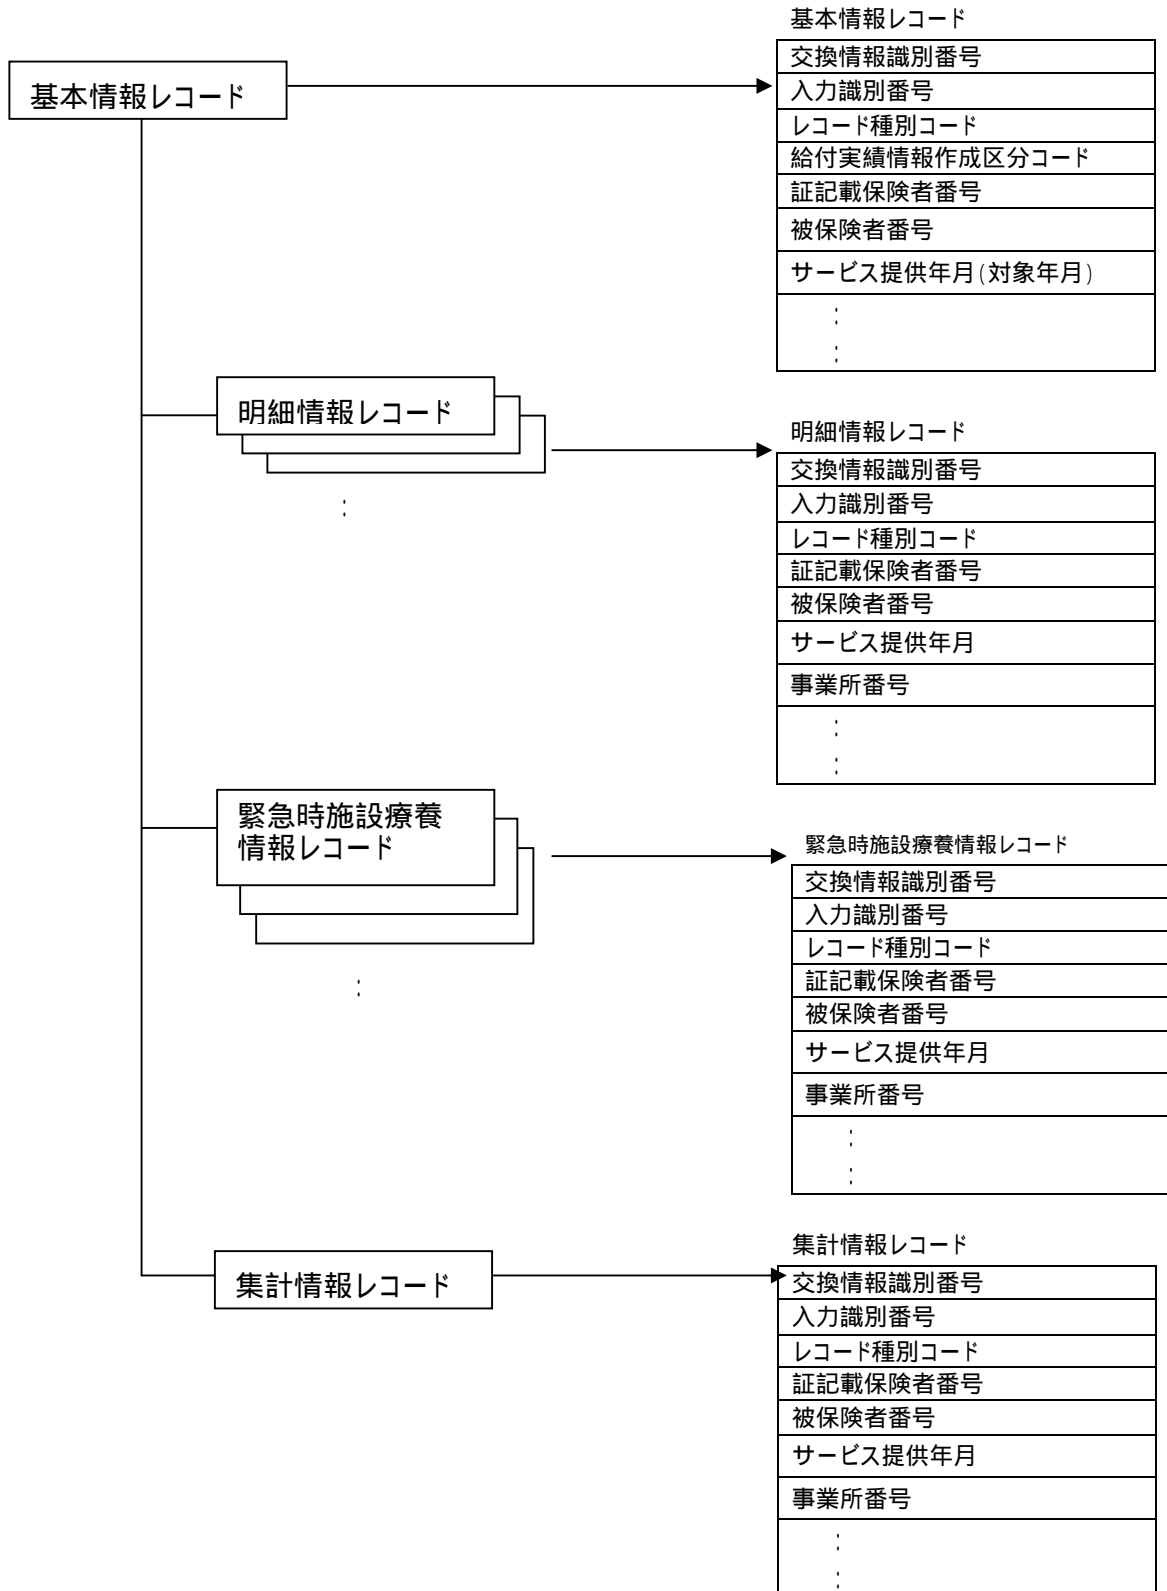 基本情報レコード
基本情報レコード
交換情報識別番号
入力識別番号
レコード種別コード
給付実績情報作成区分コード
証記載保険者番号
被保険者番号
サービス提供年月(対象年月)
:
:
明細情報レコード
:
明細情報レコード
交換情報識別番号
入力識別番号
レコード種別コード
証記載保険者番号
被保険者番号
サービス提供年月
事業所番号
:
:
緊急時施設療養
情報レコード
:
緊急時施設療養情報レコード
交換情報識別番号
入力識別番号
レコード種別コード
証記載保険者番号
被保険者番号
サービス提供年月
事業所番号
:
:
集計情報レコード
集計情報レコード
交換情報識別番号
入力識別番号
レコード種別コード
証記載保険者番号
被保険者番号
サービス提供年月
事業所番号
:
: